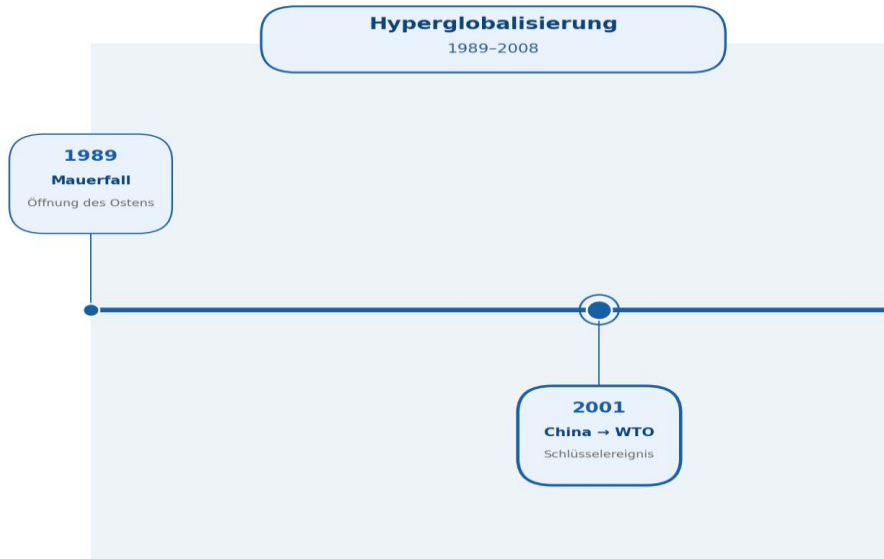 Hyperglobalisierung
1989–2008
1989
Mauerfall
Öffnung des Ostens
2001
China → WTO
Schlüsselereignis